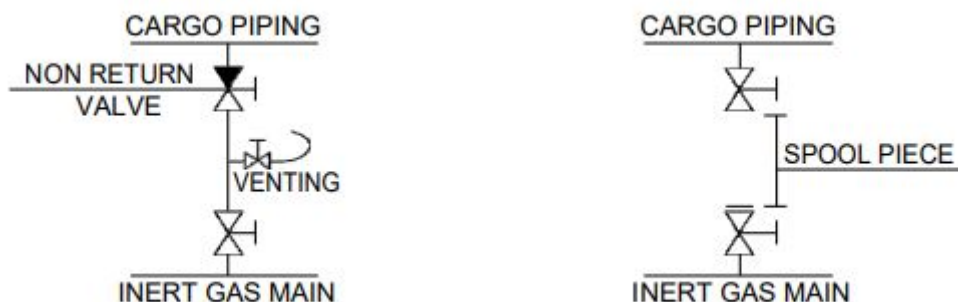 CARGO PIPING
NON RETURN
VALVE
VENTING
INERT GAS MAIN
CARGO PIPING
SPOOL PIECE
INERT GAS MAIN